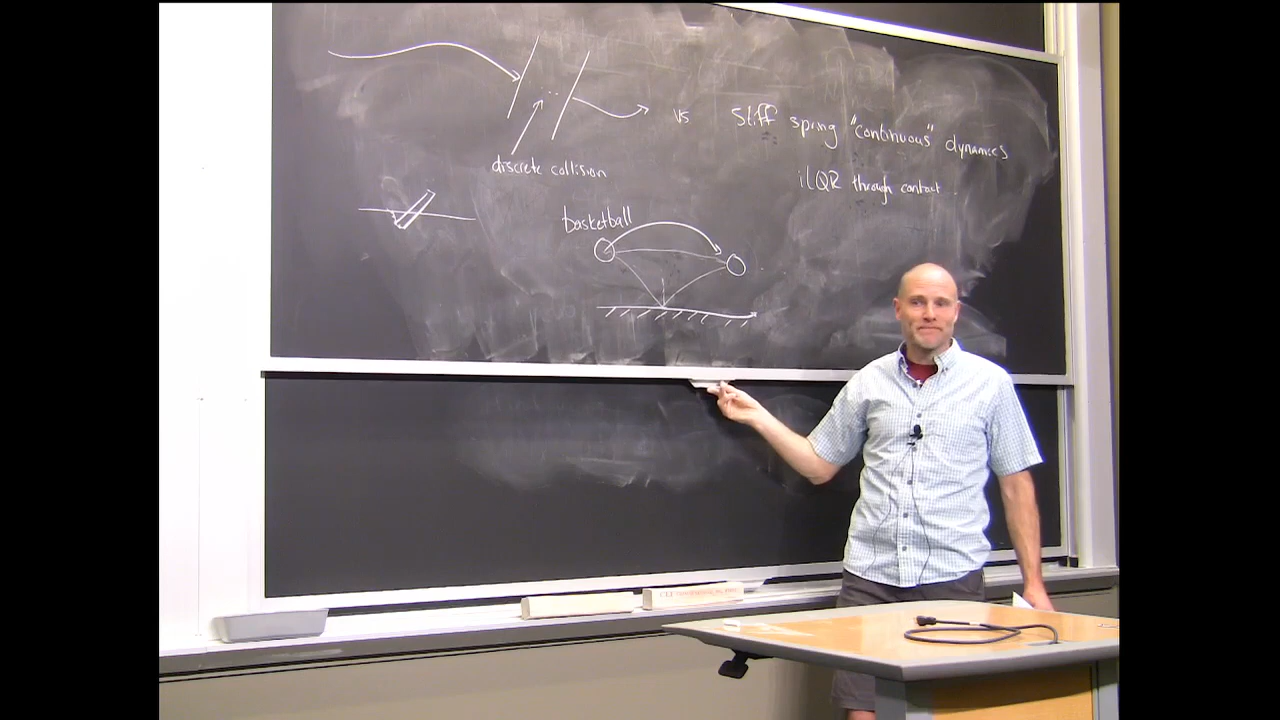 vs stiff spring "continuous" dynamics
discrete collision
iLQR through contact
basketball